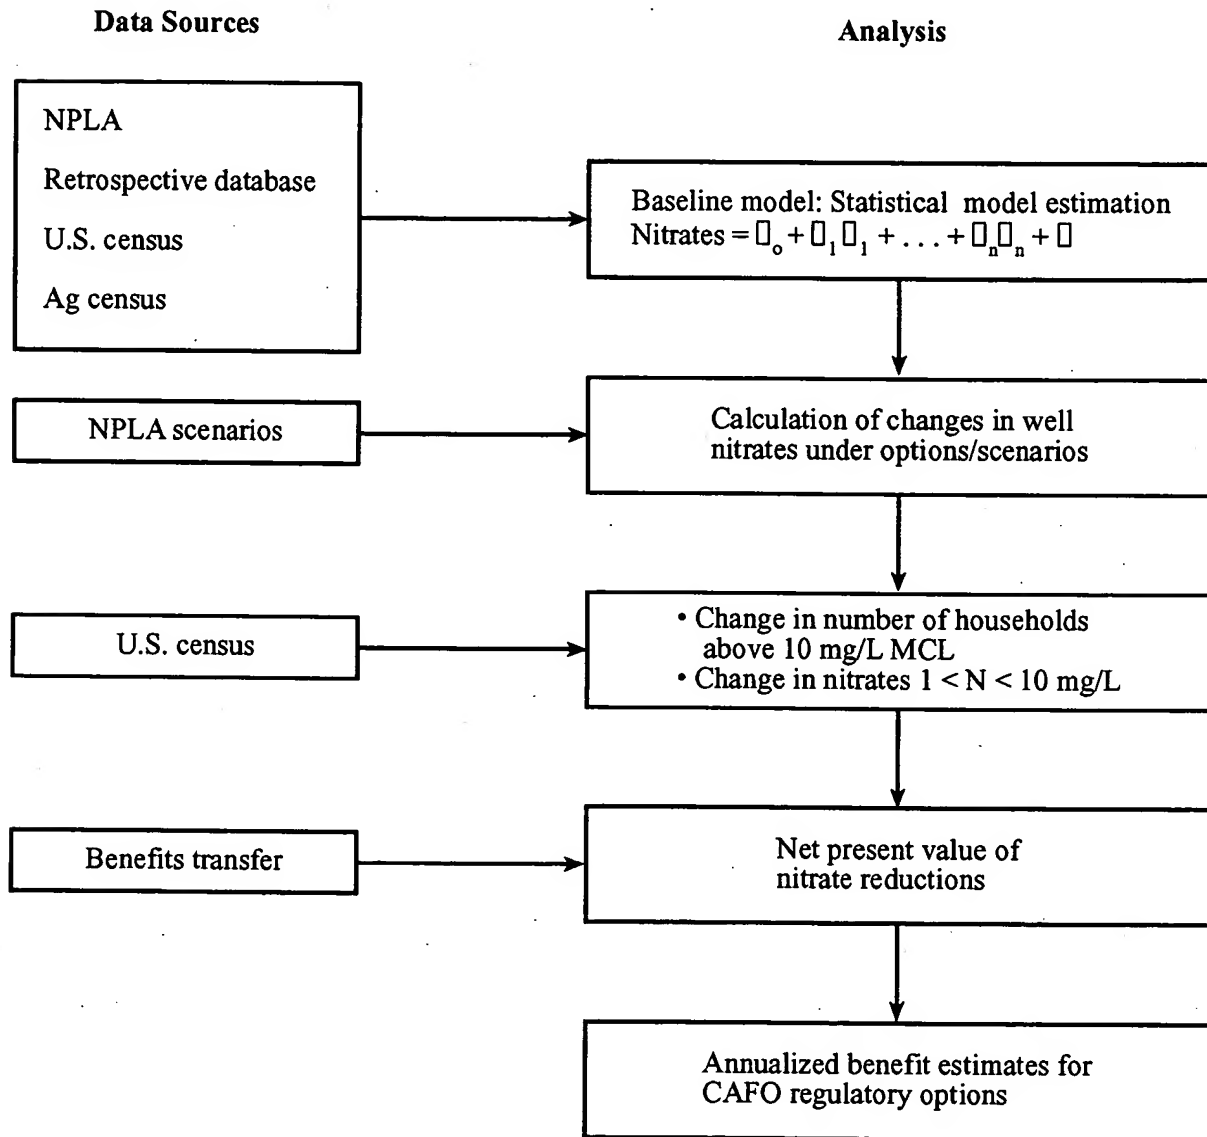 Data Sources
Analysis
NPLA
Retrospective database
U.S. census
Ag census
Baseline model: Statistical model estimation
Nitrates = ▯o + ▯1▯1 + . . . + ▯n▯n + ▯
NPLA scenarios
Calculation of changes in well
nitrates under options/scenarios
U.S. census
• Change in number of households
above 10 mg/L MCL
• Change in nitrates 1 < N < 10 mg/L
Benefits transfer
Net present value of
nitrate reductions
Annualized benefit estimates for
CAFO regulatory options